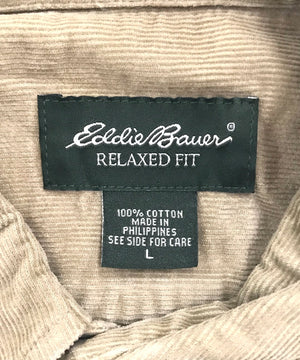 Eddie Bauer®
RELAXED FIT
100% COTTON
MADE IN
PHILIPPINES
SEE SIDE FOR CARE
L